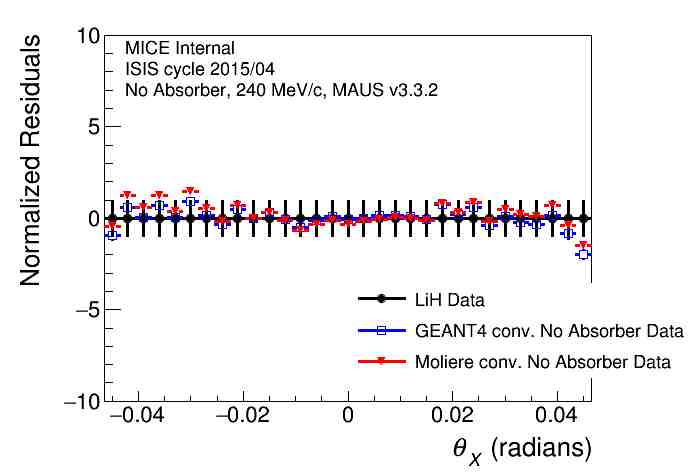 Normalized Residuals
10
5
0
−5
−10
MICE Internal
ISIS cycle 2015/04
No Absorber, 240 MeV/c, MAUS v3.3.2
LiH Data
GEANT4 conv. No Absorber Data
Moliere conv. No Absorber Data
−0.04 −0.02 0 0.02 0.04
θX (radians)